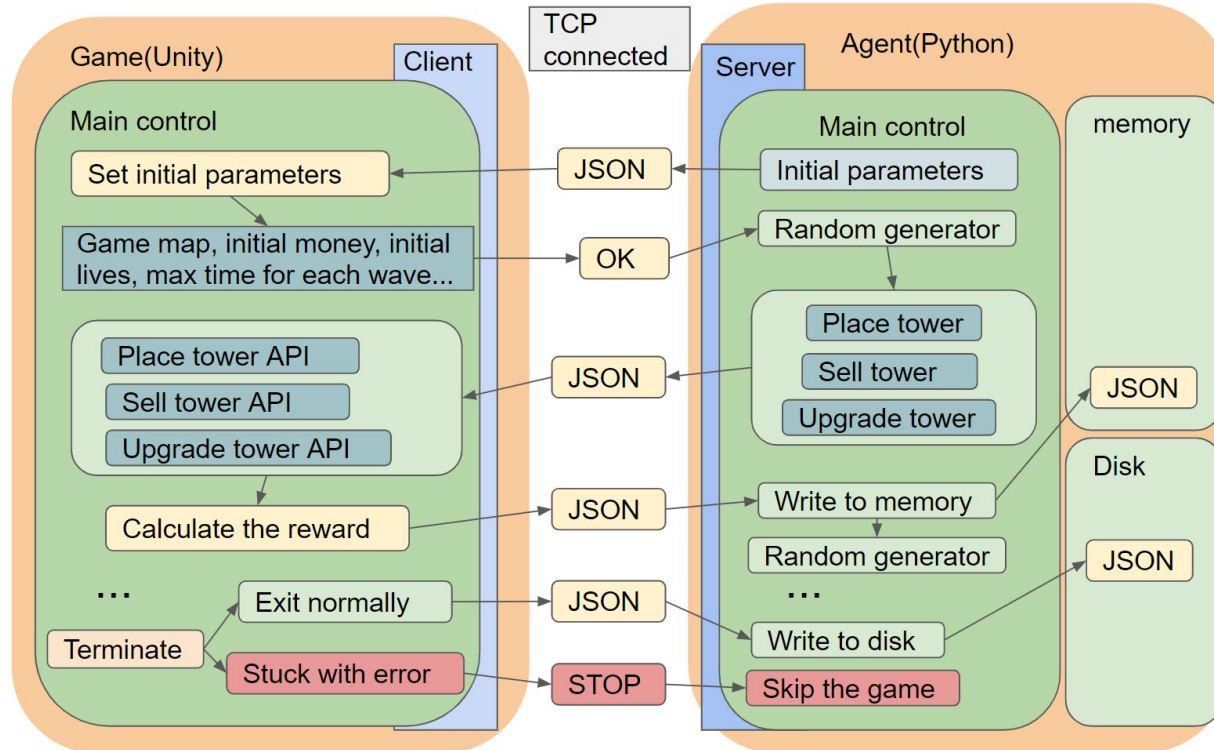 TCP
connected
Game(Unity)
Client
Agent(Python)
Server
Main control
Main control
memory
Set initial parameters
JSON
Initial parameters
Game map, initial money, initial
lives, max time for each wave...
OK
Random generator
Place tower API
Sell tower API
Upgrade tower API
JSON
Place tower
Sell tower
Upgrade tower
JSON
Disk
Calculate the reward
JSON
Write to memory
Random generator
JSON
...
...
Exit normally
JSON
Terminate
Write to disk
Stuck with error
STOP
Skip the game